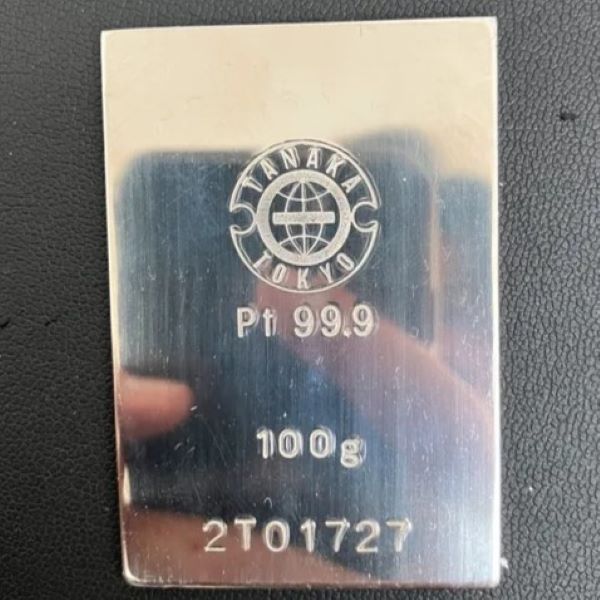 TANAKA
TOKYO
Pt 99.9
100g
2T01727